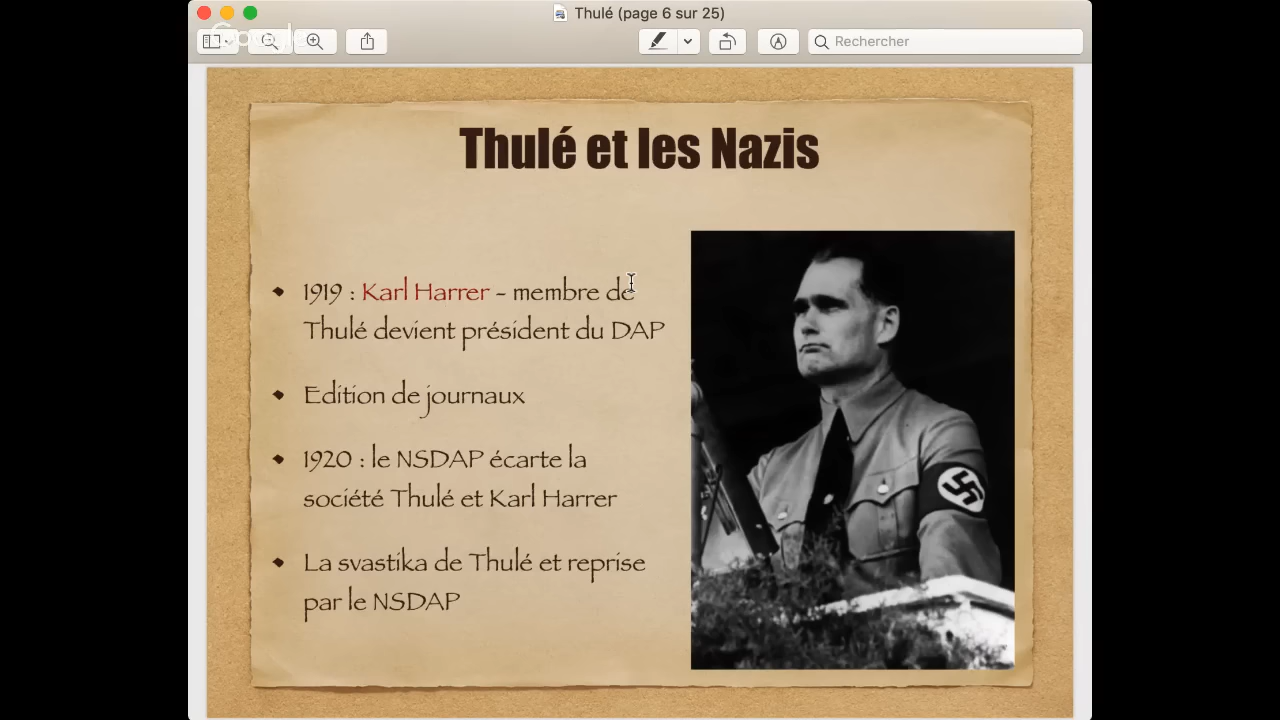 Thulé (page 6 sur 25)
Google
Rechercher
Thulé et les Nazis
1919 : Karl Harrer - membre de
Thulé devient président du DAP
Edition de journaux
1920 : le NSDAP écarte la
société Thulé et Karl Harrer
La svastika de Thulé et reprise
par le NSDAP